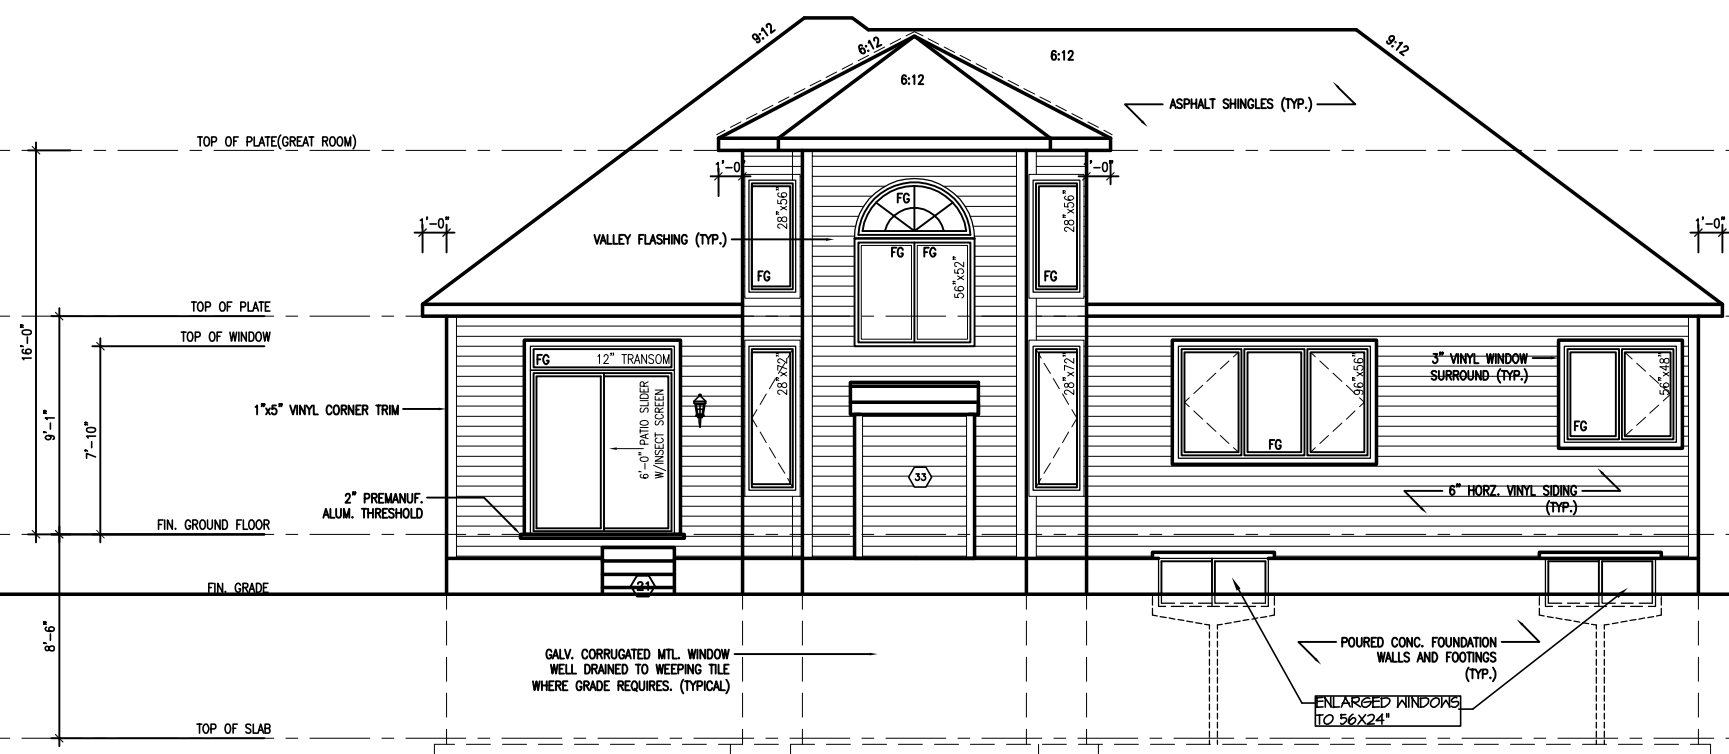 9:12
6:12
6:12
6:12
9:12
ASPHALT SHINGLES (TYP.)
TOP OF PLATE(GREAT ROOM)
1'-0"
'-0"
28"x56"
FG
28"x56"
1'-0"
1'-0"
VALLEY FLASHING (TYP.)
FG
FG
FG
FG
56"x52"
FG
TOP OF PLATE
TOP OF WINDOW
16'-0"
FG
12" TRANSOM
28"x72"
28"x72"
96"x56"
3" VINYL WINDOW
SURROUND (TYP.)
56"x48"
1"x5" VINYL CORNER TRIM
9'-1"
7'-10"
6'-0" PATIO SLIDER
W/INSECT SCREEN
FG
FG
33
2" PREMANUF.
ALUM. THRESHOLD
6" HORZ. VINYL SIDING
(TYP.)
FIN. GROUND FLOOR
FIN. GRADE
21
8'-6"
GALV. CORRUGATED MTL. WINDOW
WELL DRAINED TO WEEPING TILE
WHERE GRADE REQUIRES. (TYPICAL)
POURED CONC. FOUNDATION
WALLS AND FOOTINGS
(TYP.)
ENLARGED WINDOWS
TO 56X24"
TOP OF SLAB